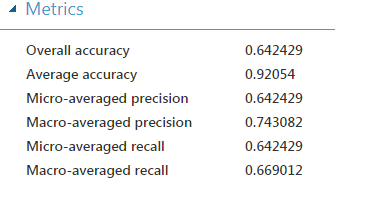 Metrics
Overall accuracy 0.642429
Average accuracy 0.92054
Micro-averaged precision 0.642429
Macro-averaged precision 0.743082
Micro-averaged recall 0.642429
Macro-averaged recall 0.669012